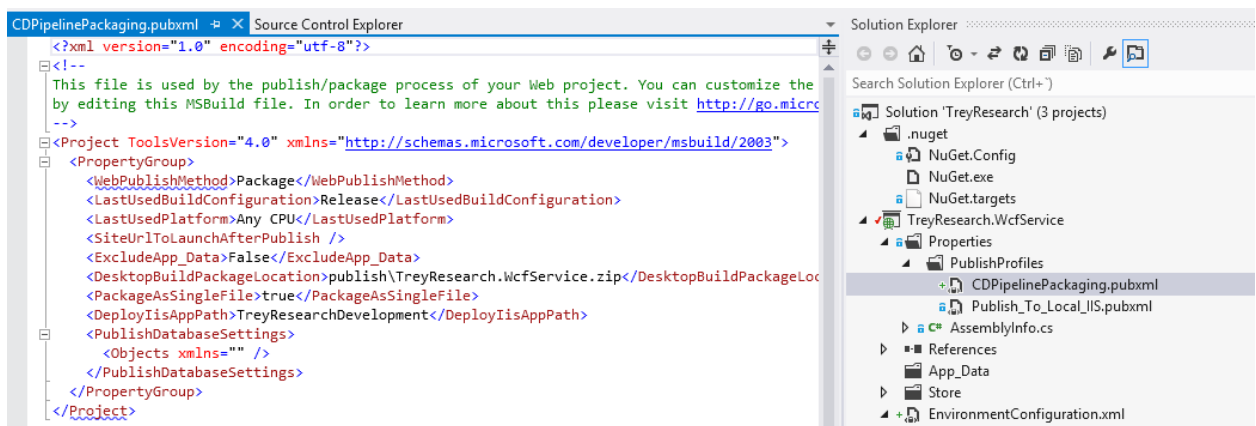 CDPipelinePackaging.pubxml
Source Control Explorer
<?xml version="1.0" encoding="utf-8"?>
<!--
This file is used by the publish/package process of your Web project. You can customize the
by editing this MSBuild file. In order to learn more about this please visit http://go.micro
-->
<Project ToolsVersion="4.0" xmlns="http://schemas.microsoft.com/developer/msbuild/2003">
<PropertyGroup>
<WebPublishMethod>Package</WebPublishMethod>
<LastUsedBuildConfiguration>Release</LastUsedBuildConfiguration>
<LastUsedPlatform>Any CPU</LastUsedPlatform>
<SiteUrlToLaunchAfterPublish />
<ExcludeApp_Data>False</ExcludeApp_Data>
<DesktopBuildPackageLocation>publish\TreyResearch.WcfService.zip</DesktopBuildPackageLoc
<PackageAsSingleFile>true</PackageAsSingleFile>
<DeployIisAppPath>TreyResearchDevelopment</DeployIisAppPath>
<PublishDatabaseSettings>
<Objects xmlns="" />
</PublishDatabaseSettings>
</PropertyGroup>
</Project>
Solution Explorer
Search Solution Explorer (Ctrl+`)
Solution 'TreyResearch' (3 projects)
.nuget
NuGet.Config
NuGet.exe
NuGet.targets
TreyResearch.WcfService
Properties
PublishProfiles
CDPipelinePackaging.pubxml
Publish_To_Local_IIS.pubxml
C# AssemblyInfo.cs
References
App_Data
Store
EnvironmentConfiguration.xml